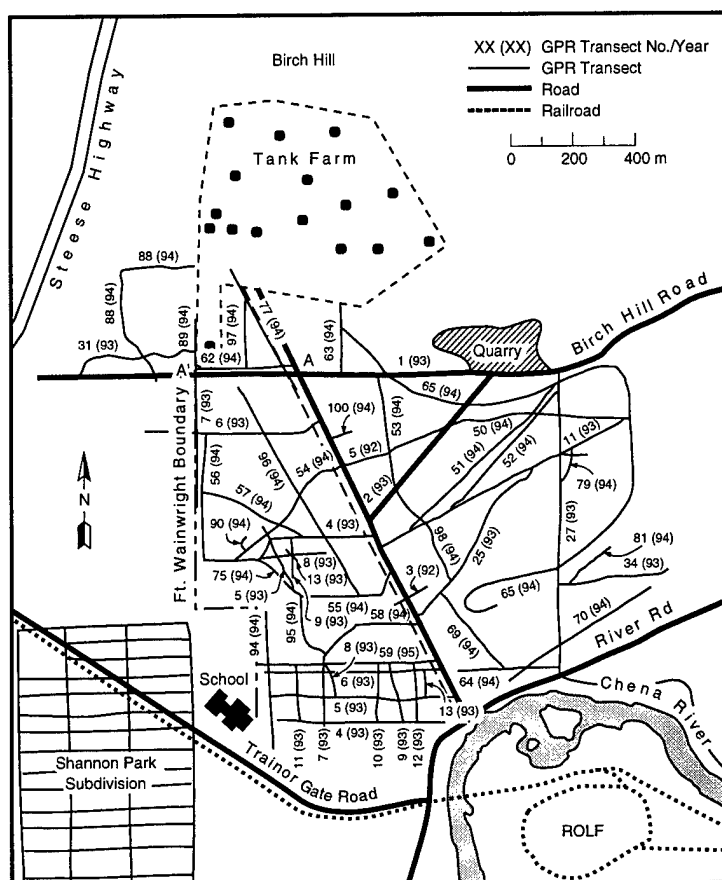 Birch Hill
XX (XX) GPR Transect No./Year
GPR Transect
Road
Railroad
0 200 400 m
Steese Highway
Tank Farm
88 (94)
88 (94)
89 (94)
97 (94)
77 (94)
63 (94)
Birch Hill Road
31 (93)
62 (94)
A'
A
1 (93)
Quarry
65 (94)
7 (93)
6 (93)
100 (94)
53 (94)
50 (94)
11 (93)
5 (92)
54 (94)
51 (94)
52 (94)
56 (94)
96 (94)
79 (94)
N
Ft. Wainwright Boundary
57 (94)
2 (93)
27 (93)
90 (94)
4 (93)
98 (94)
25 (93)
81 (94)
8 (93)
34 (93)
75 (94)
13 (93)
3 (92)
5 (93)
55 (94)
65 (94)
9 (93)
58 (94)
70 (94)
95 (94)
94 (94)
8 (93)
59 (95)
69 (94)
River Rd
School
6 (93)
64 (94)
5 (93)
13 (93)
Chena River
4 (93)
11 (93)
7 (93)
10 (93)
9 (93)
12 (93)
Trainor Gate Road
Shannon Park
Subdivision
ROLF